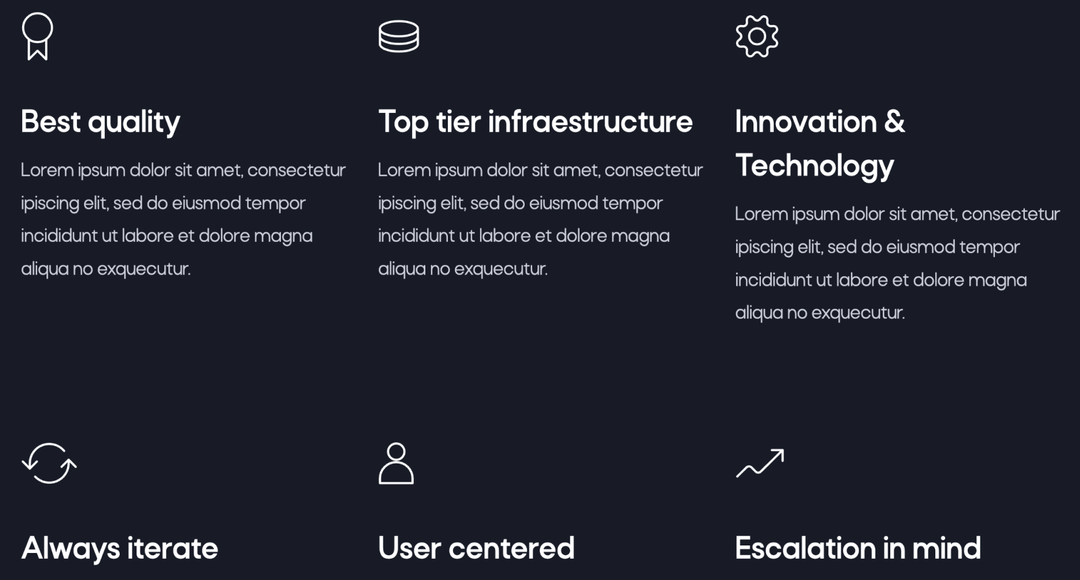 Best quality
Lorem ipsum dolor sit amet, consectetur
ipiscing elit, sed do eiusmod tempor
incididunt ut labore et dolore magna
aliqua no exquecutur.
Top tier infraestructure
Lorem ipsum dolor sit amet, consectetur
ipiscing elit, sed do eiusmod tempor
incididunt ut labore et dolore magna
aliqua no exquecutur.
Innovation &
Technology
Lorem ipsum dolor sit amet, consectetur
ipiscing elit, sed do eiusmod tempor
incididunt ut labore et dolore magna
aliqua no exquecutur.
Always iterate
User centered
Escalation in mind